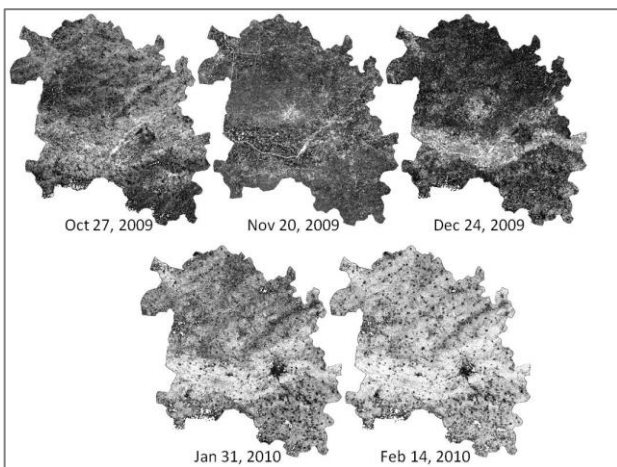 Oct 27, 2009
Nov 20, 2009
Dec 24, 2009
Jan 31, 2010
Feb 14, 2010